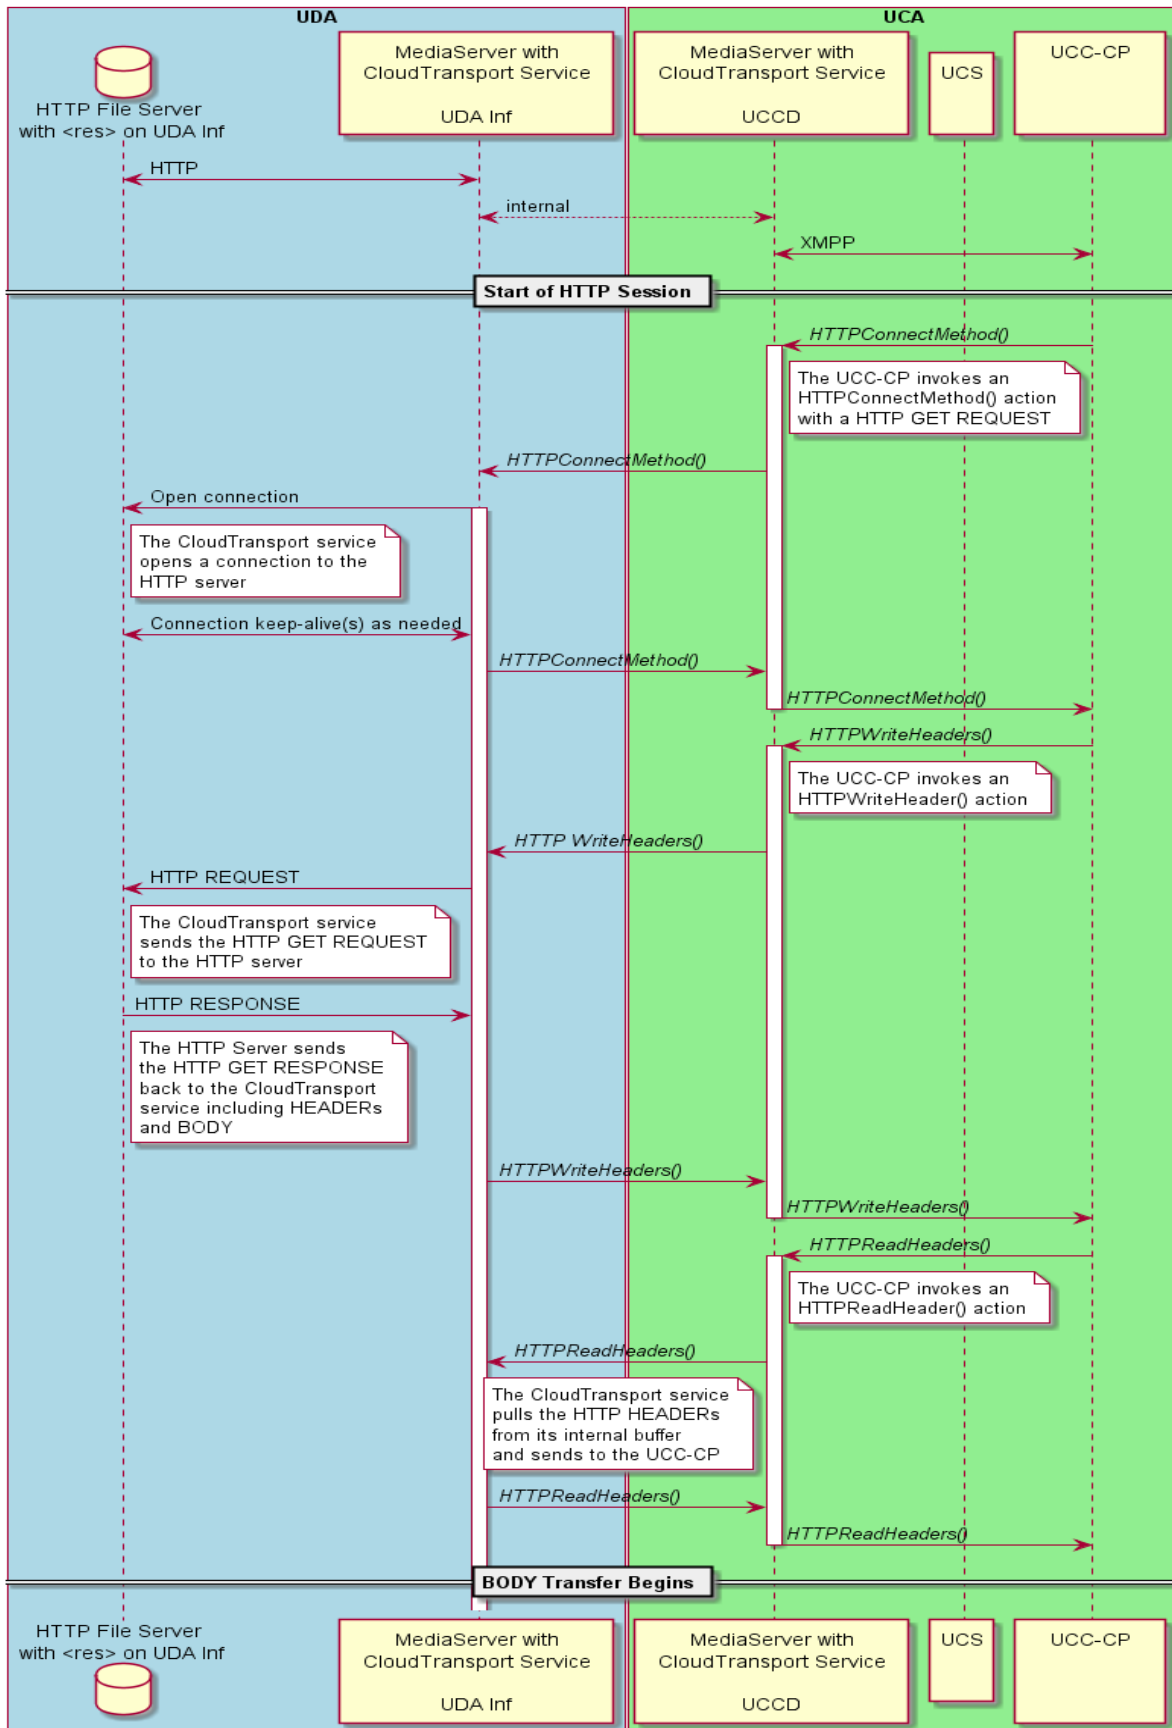 UDA
UCA
HTTP File Server
with <res> on UDA Inf
MediaServer with
CloudTransport Service
UDA Inf
MediaServer with
CloudTransport Service
UCCD
UCS
UCC-CP
HTTP
internal
XMPP
Start of HTTP Session
HTTPConnectMethod()
The UCC-CP invokes an
HTTPConnectMethod() action
with a HTTP GET REQUEST
HTTPConnectMethod()
Open connection
The CloudTransport service
opens a connection to the
HTTP server
Connection keep-alive(s) as needed
HTTPConnectMethod()
HTTPConnectMethod()
HTTPWriteHeaders()
The UCC-CP invokes an
HTTPWriteHeader() action
HTTP WriteHeaders()
HTTP REQUEST
The CloudTransport service
sends the HTTP GET REQUEST
to the HTTP server
HTTP RESPONSE
The HTTP Server sends
the HTTP GET RESPONSE
back to the CloudTransport
service including HEADERs
and BODY
HTTPWriteHeaders()
HTTPWriteHeaders()
HTTPReadHeaders()
The UCC-CP invokes an
HTTPReadHeader() action
HTTPReadHeaders()
The CloudTransport service
pulls the HTTP HEADERs
from its internal buffer
and sends to the UCC-CP
HTTPReadHeaders()
HTTPReadHeaders()
BODY Transfer Begins
HTTP File Server
with <res> on UDA Inf
MediaServer with
CloudTransport Service
UDA Inf
MediaServer with
CloudTransport Service
UCCD
UCS
UCC-CP